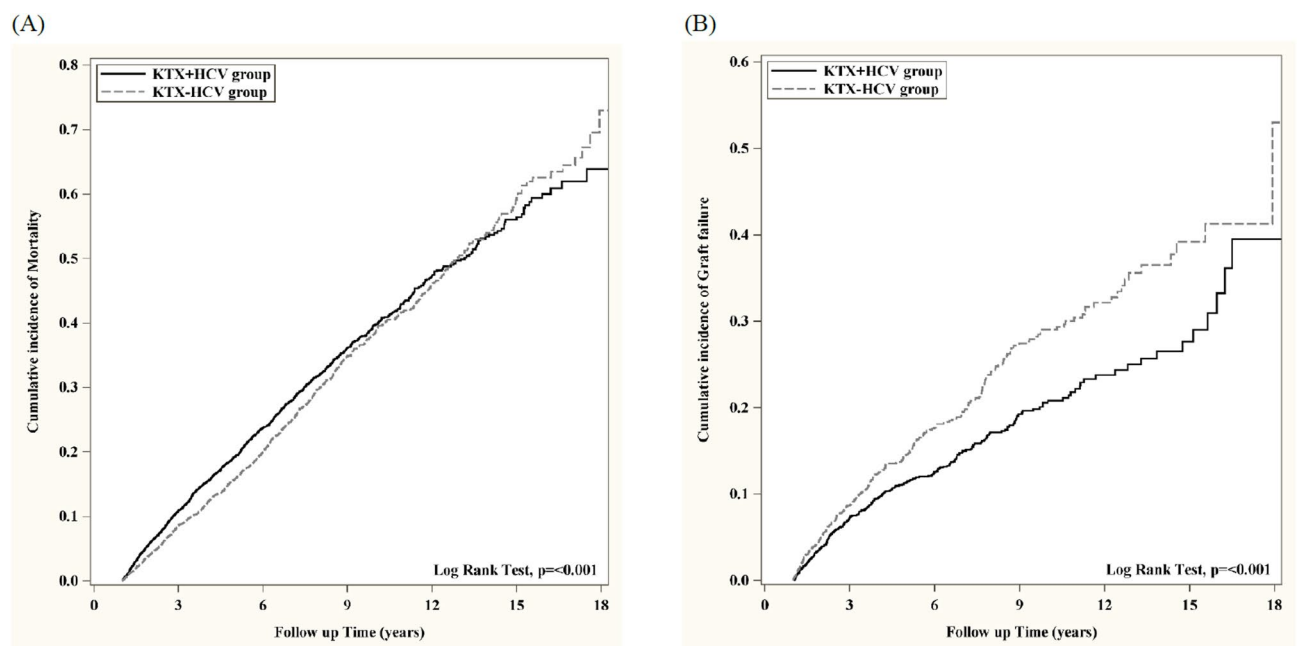 (A)
(B)
KTX+HCV group
KTX-HCV group
Cumulative incidence of Mortality
0.8
0.7
0.6
0.5
0.4
0.3
0.2
0.1
0.0
Log Rank Test, p=<0.001
0 3 6 9 12 15 18
Follow up Time (years)
KTX+HCV group
KTX-HCV group
Cumulative incidence of Graft failure
0.6
0.5
0.4
0.3
0.2
0.1
0.0
Log Rank Test, p=<0.001
0 3 6 9 12 15 18
Follow up Time (years)